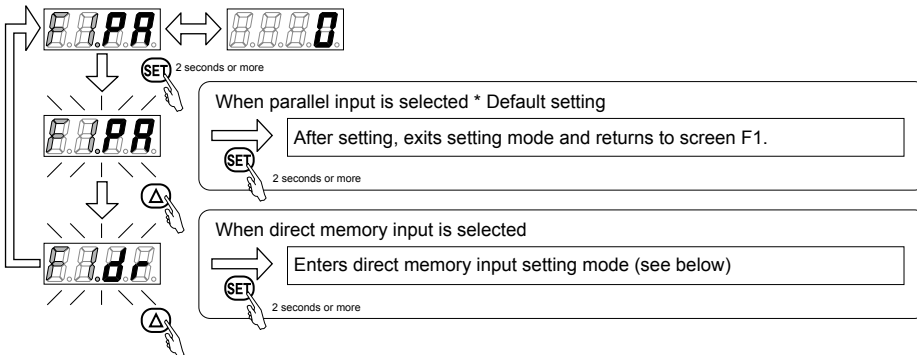 F1.PA
0
SET
2 seconds or more
F1.PA
When parallel input is selected * Default setting
After setting, exits setting mode and returns to screen F1.
SET
2 seconds or more
F1.dr
When direct memory input is selected
Enters direct memory input setting mode (see below)
SET
2 seconds or more